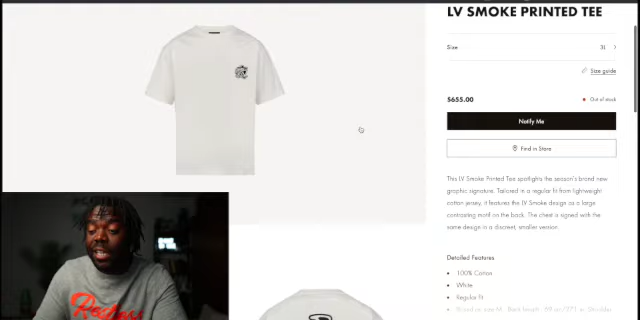 LV SMOKE PRINTED TEE
Size
Size guide
$655.00
Out of stock
Notify Me
Find in Store
This LV Smoke Printed Tee spotlights the season's brand new
graphic signature. Tailored in a regular fit from lightweight
cotton jersey, it features the LV Smoke design as a large
contrasting motif on the back. The chest is signed with the
same design in a discreet, smaller version.
Detailed Features
100% Cotton
White
Regular Fit